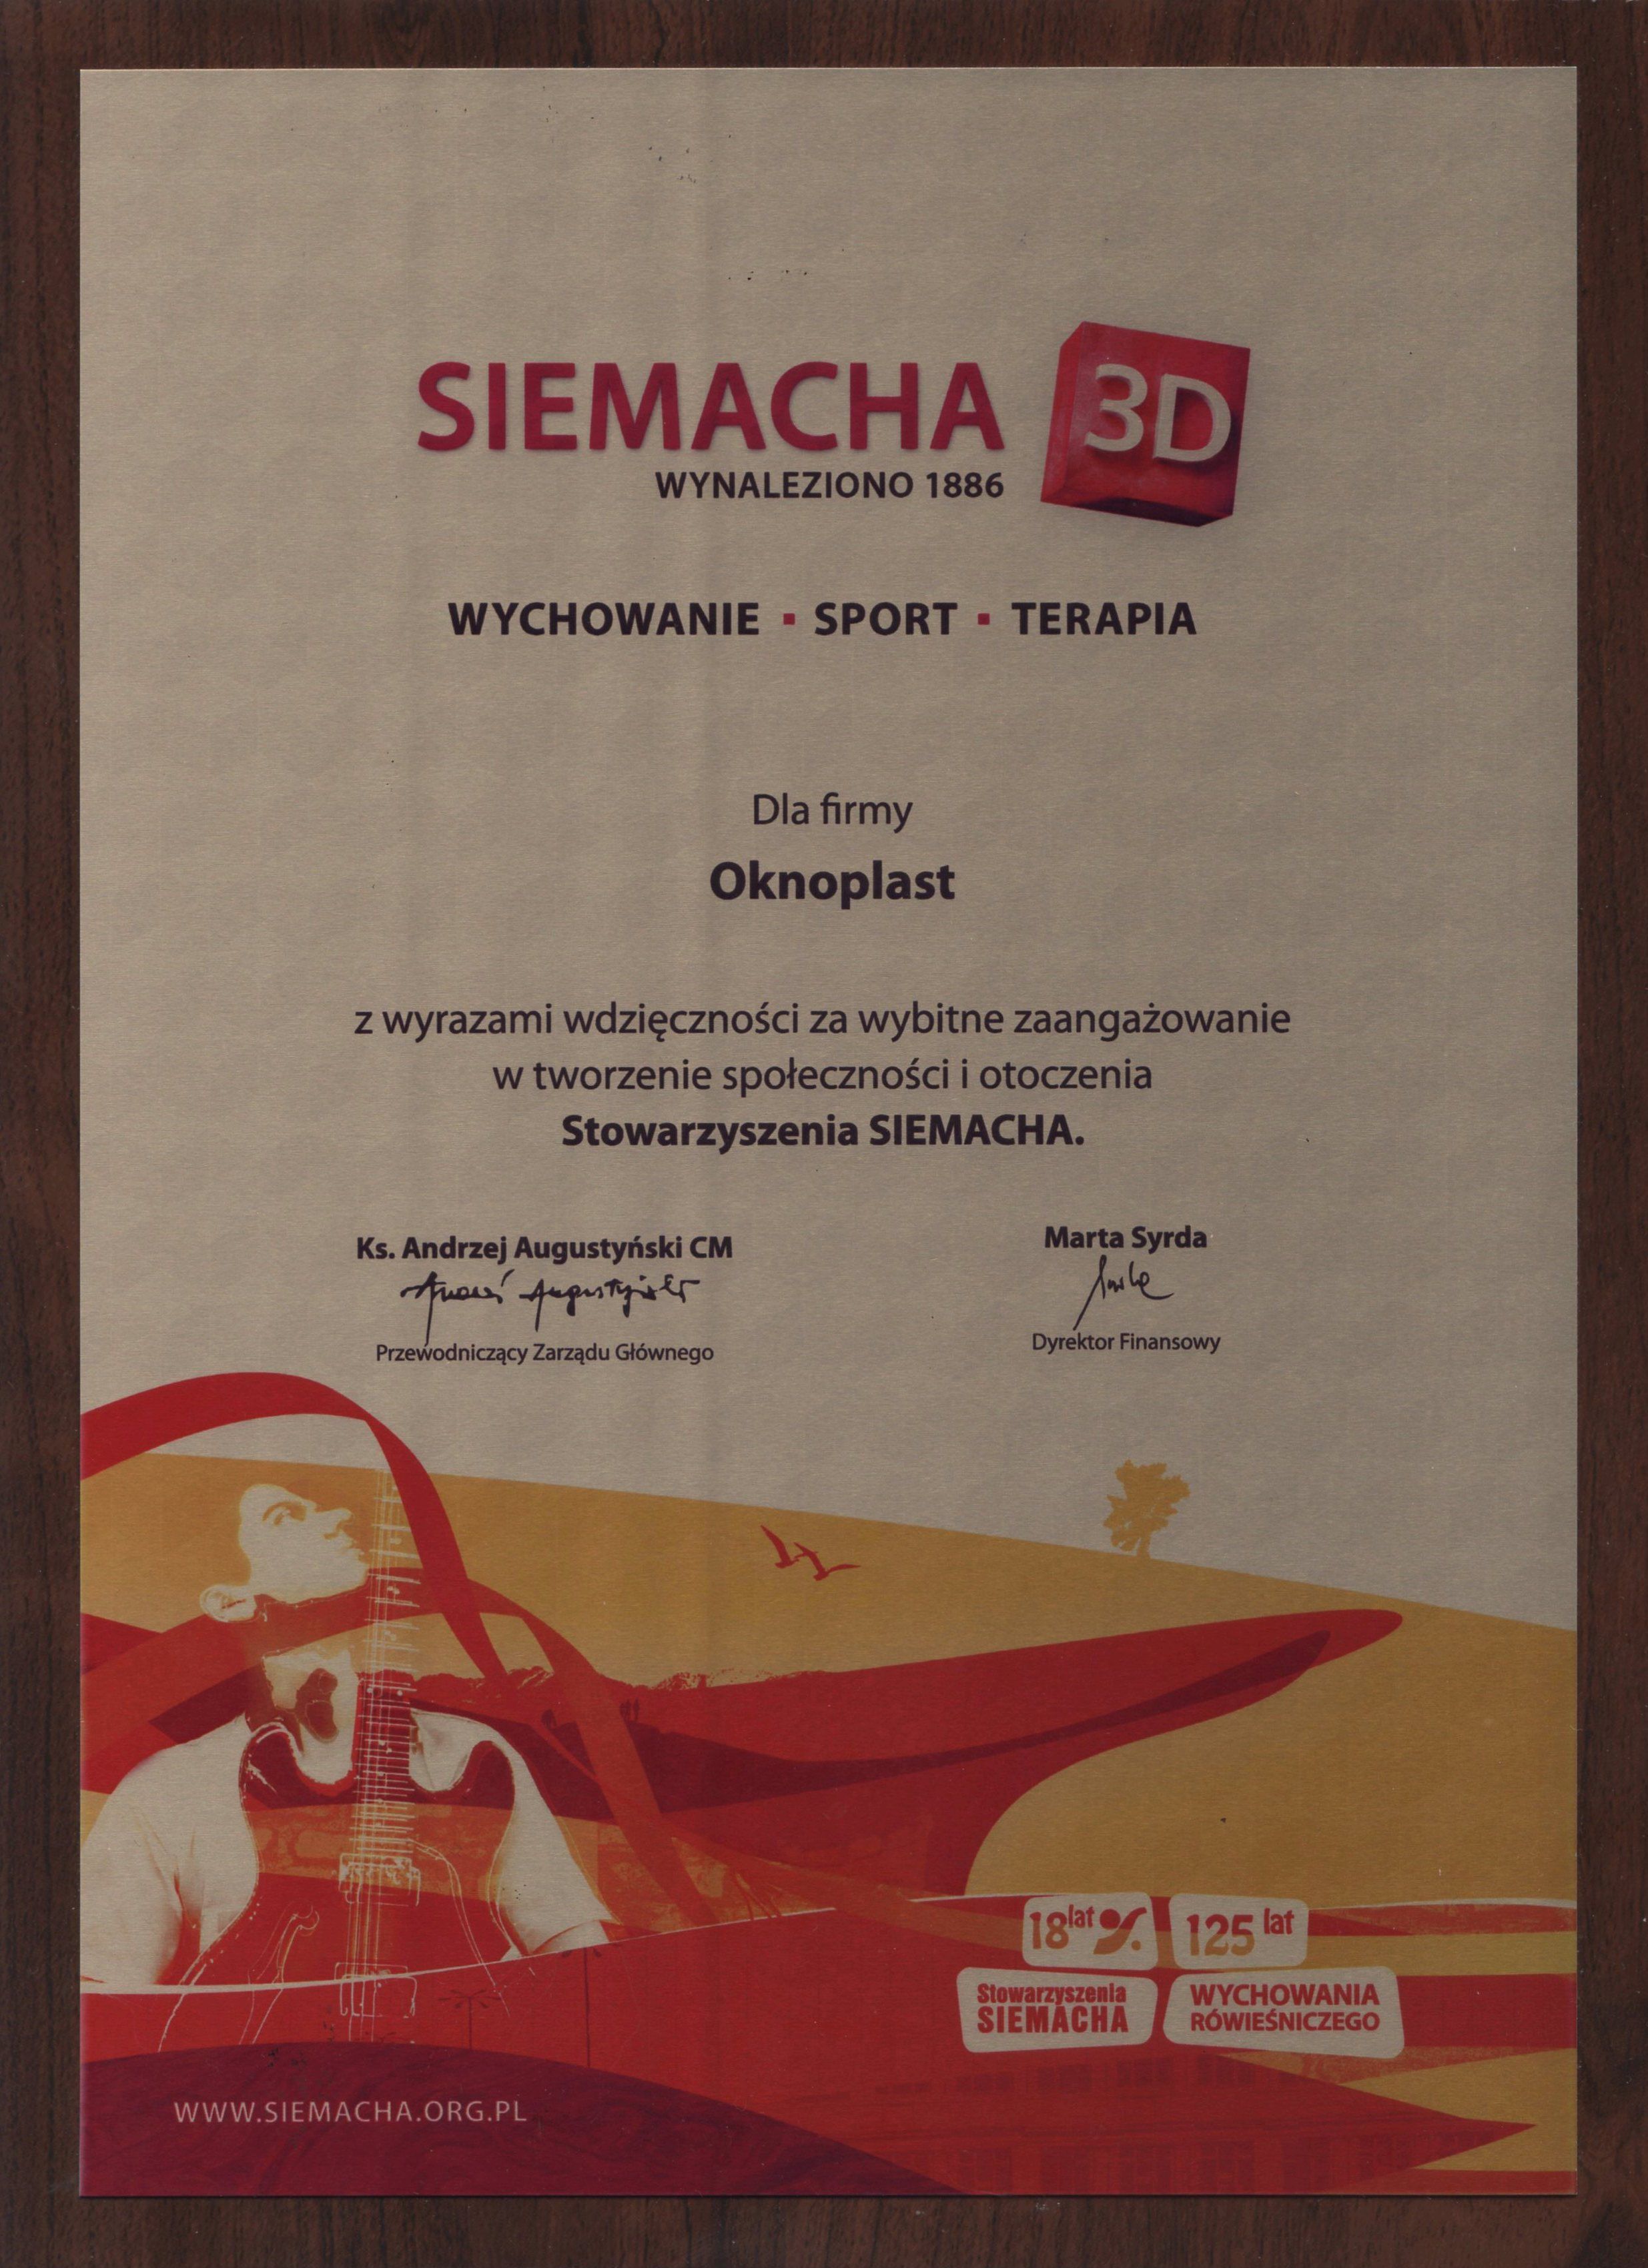 SIEMACHA 3D
WYNALEZIONO 1886
WYCHOWANIE ▪ SPORT ▪ TERAPIA
Dla firmy
Oknoplast
z wyrazami wdzięczności za wybitne zaangażowanie
w tworzenie społeczności i otoczenia
Stowarzyszenia SIEMACHA.
Ks. Andrzej Augustyński CM
Przewodniczący Zarządu Głównego
Marta Syrda
Dyrektor Finansowy
18 lat
Stowarzyszenia
SIEMACHA
125 lat
WYCHOWANIA
RÓWIEŚNICZEGO
WWW.SIEMACHA.ORG.PL